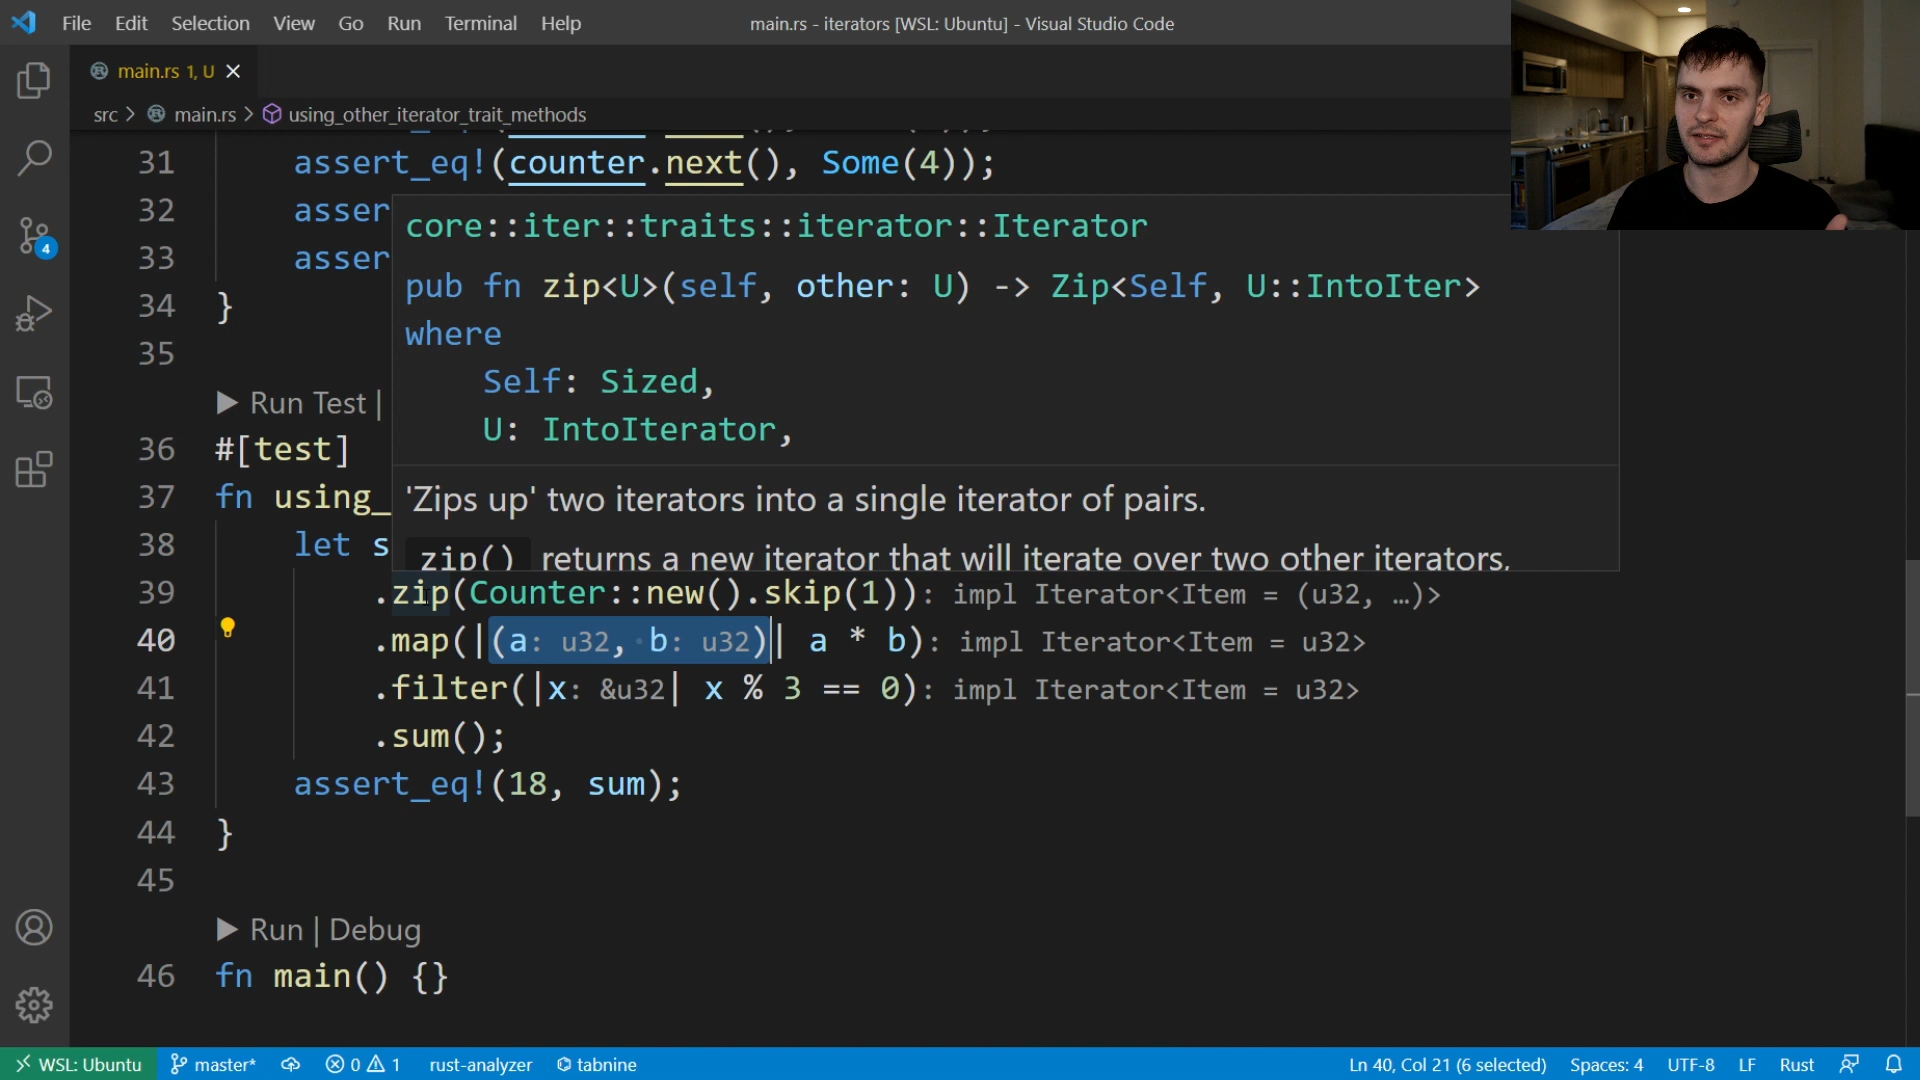 File Edit Selection View Go Run Terminal Help
main.rs - iterators [WSL: Ubuntu] - Visual Studio Code
main.rs 1, U
src > main.rs > using_other_iterator_trait_methods
31 assert_eq!(counter.next(), Some(4));
32 asser
33 asser
34 }
35
core::iter::traits::iterator::Iterator
pub fn zip<U>(self, other: U) -> Zip<Self, U::IntoIter>
where
Self: Sized,
U: IntoIterator,
'Zips up' two iterators into a single iterator of pairs.
zip() returns a new iterator that will iterate over two other iterators,
Run Test |
36 #[test]
37 fn using_
38 let s
39 .zip(Counter::new().skip(1)): impl Iterator<Item = (u32, …)>
40 .map(|(a: u32, b: u32)| a * b): impl Iterator<Item = u32>
41 .filter(|x: &u32| x % 3 == 0): impl Iterator<Item = u32>
42 .sum();
43 assert_eq!(18, sum);
44 }
45
Run | Debug
46 fn main() {}
4
WSL: Ubuntu master* 0 1 rust-analyzer tabnine Ln 40, Col 21 (6 selected) Spaces: 4 UTF-8 LF Rust